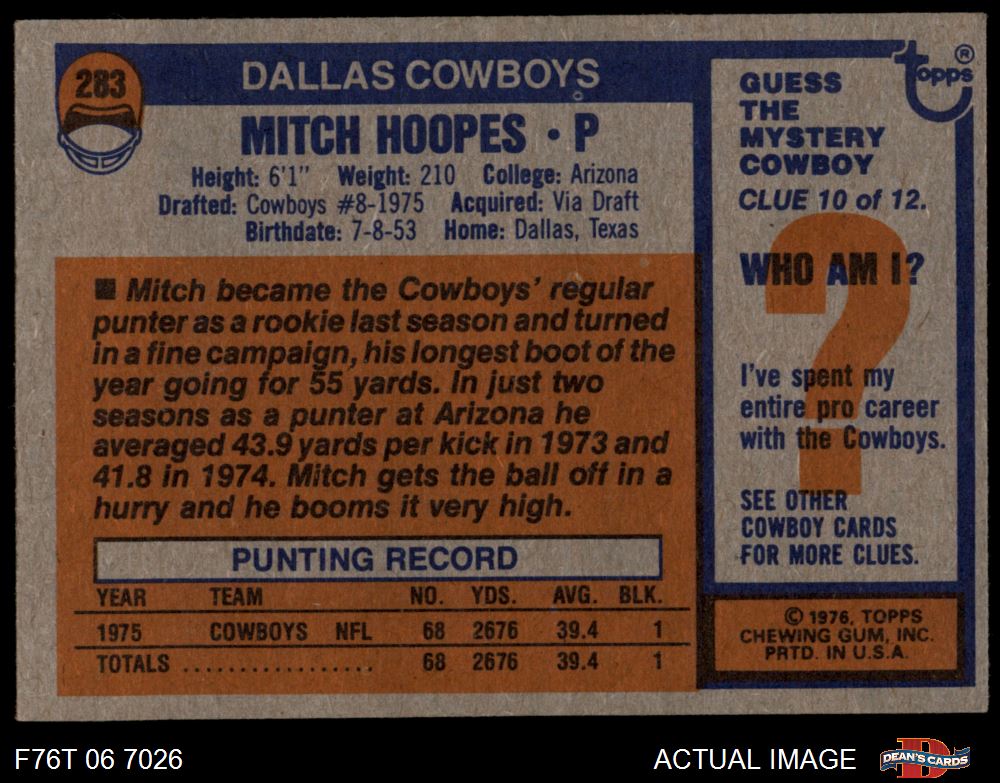 283
DALLAS COWBOYS
MITCH HOOPES · P
Height: 6'1" Weight: 210 College: Arizona
Drafted: Cowboys #8-1975 Acquired: Via Draft
Birthdate: 7-8-53 Home: Dallas, Texas
■ Mitch became the Cowboys' regular
punter as a rookie last season and turned
in a fine campaign, his longest boot of the
year going for 55 yards. In just two
seasons as a punter at Arizona he
averaged 43.9 yards per kick in 1973 and
41.8 in 1974. Mitch gets the ball off in a
hurry and he booms it very high.
PUNTING RECORD
YEAR TEAM NO. YDS. AVG. BLK.
1975 COWBOYS NFL 68 2676 39.4 1
TOTALS .................. 68 2676 39.4 1
topps ®
GUESS
THE
MYSTERY
COWBOY
CLUE 10 of 12.
WHO AM I?
?
I've spent my
entire pro career
with the Cowboys.
SEE OTHER
COWBOY CARDS
FOR MORE CLUES.
© 1976, TOPPS
CHEWING GUM, INC.
PRTD. IN U.S.A.
F76T 06 7026
ACTUAL IMAGE
D
DEAN'S CARDS